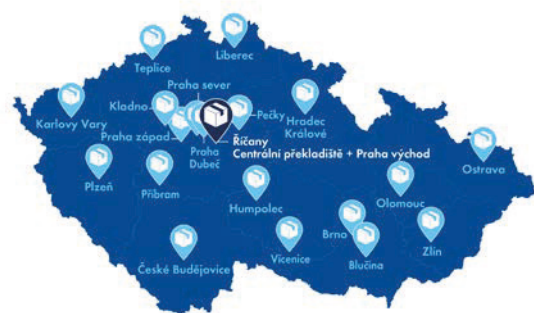 Liberec
Teplice
Praha sever
Kladno
Pečky
Hradec
Králové
Karlovy Vary
Praha západ
Říčany
Centrální překladiště + Praha východ
Praha
Dubeč
Ostrava
Plzeň
Příbram
Humpolec
Olomouc
Brno
Zlín
Vícenice
Blučina
České Budějovice